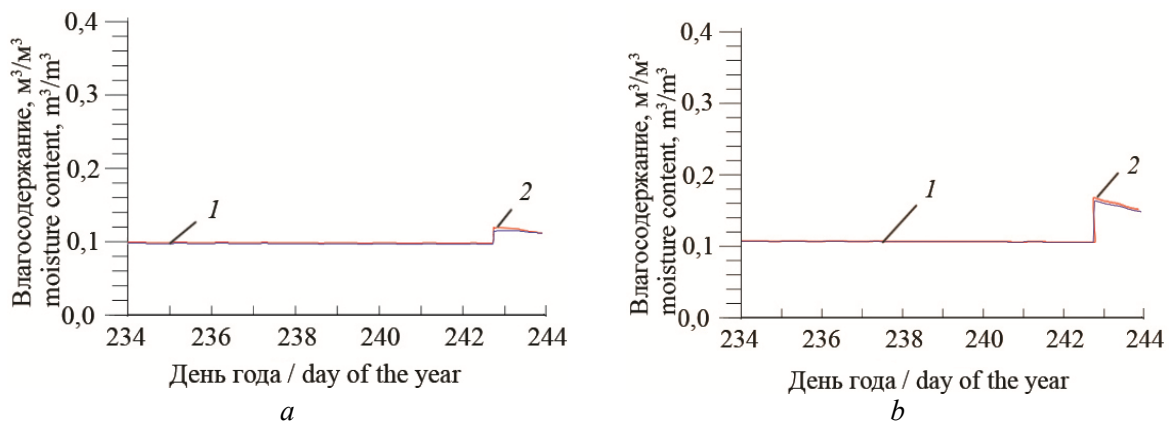 0,4
0,3
0,2
0,1
0,0
Влагосодержание, м³/м³
moisture content, m³/m³
1
2
234 236 238 240 242 244
День года / day of the year
a
0,4
0,3
0,2
0,1
0,0
Влагосодержание, м³/м³
moisture content, m³/m³
1
2
234 236 238 240 242 244
День года / day of the year
b